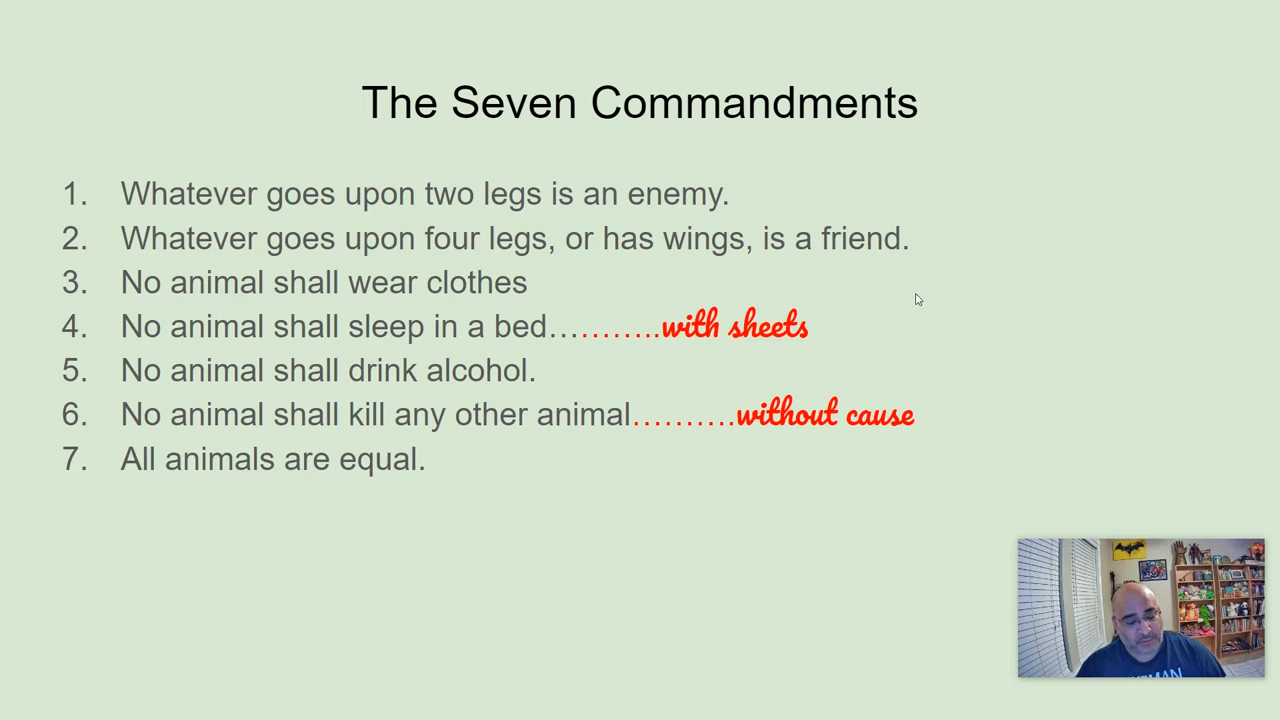 The Seven Commandments
1. Whatever goes upon two legs is an enemy.
2. Whatever goes upon four legs, or has wings, is a friend.
3. No animal shall wear clothes
4. No animal shall sleep in a bed………..with sheets
5. No animal shall drink alcohol.
6. No animal shall kill any other animal……….without cause
7. All animals are equal.